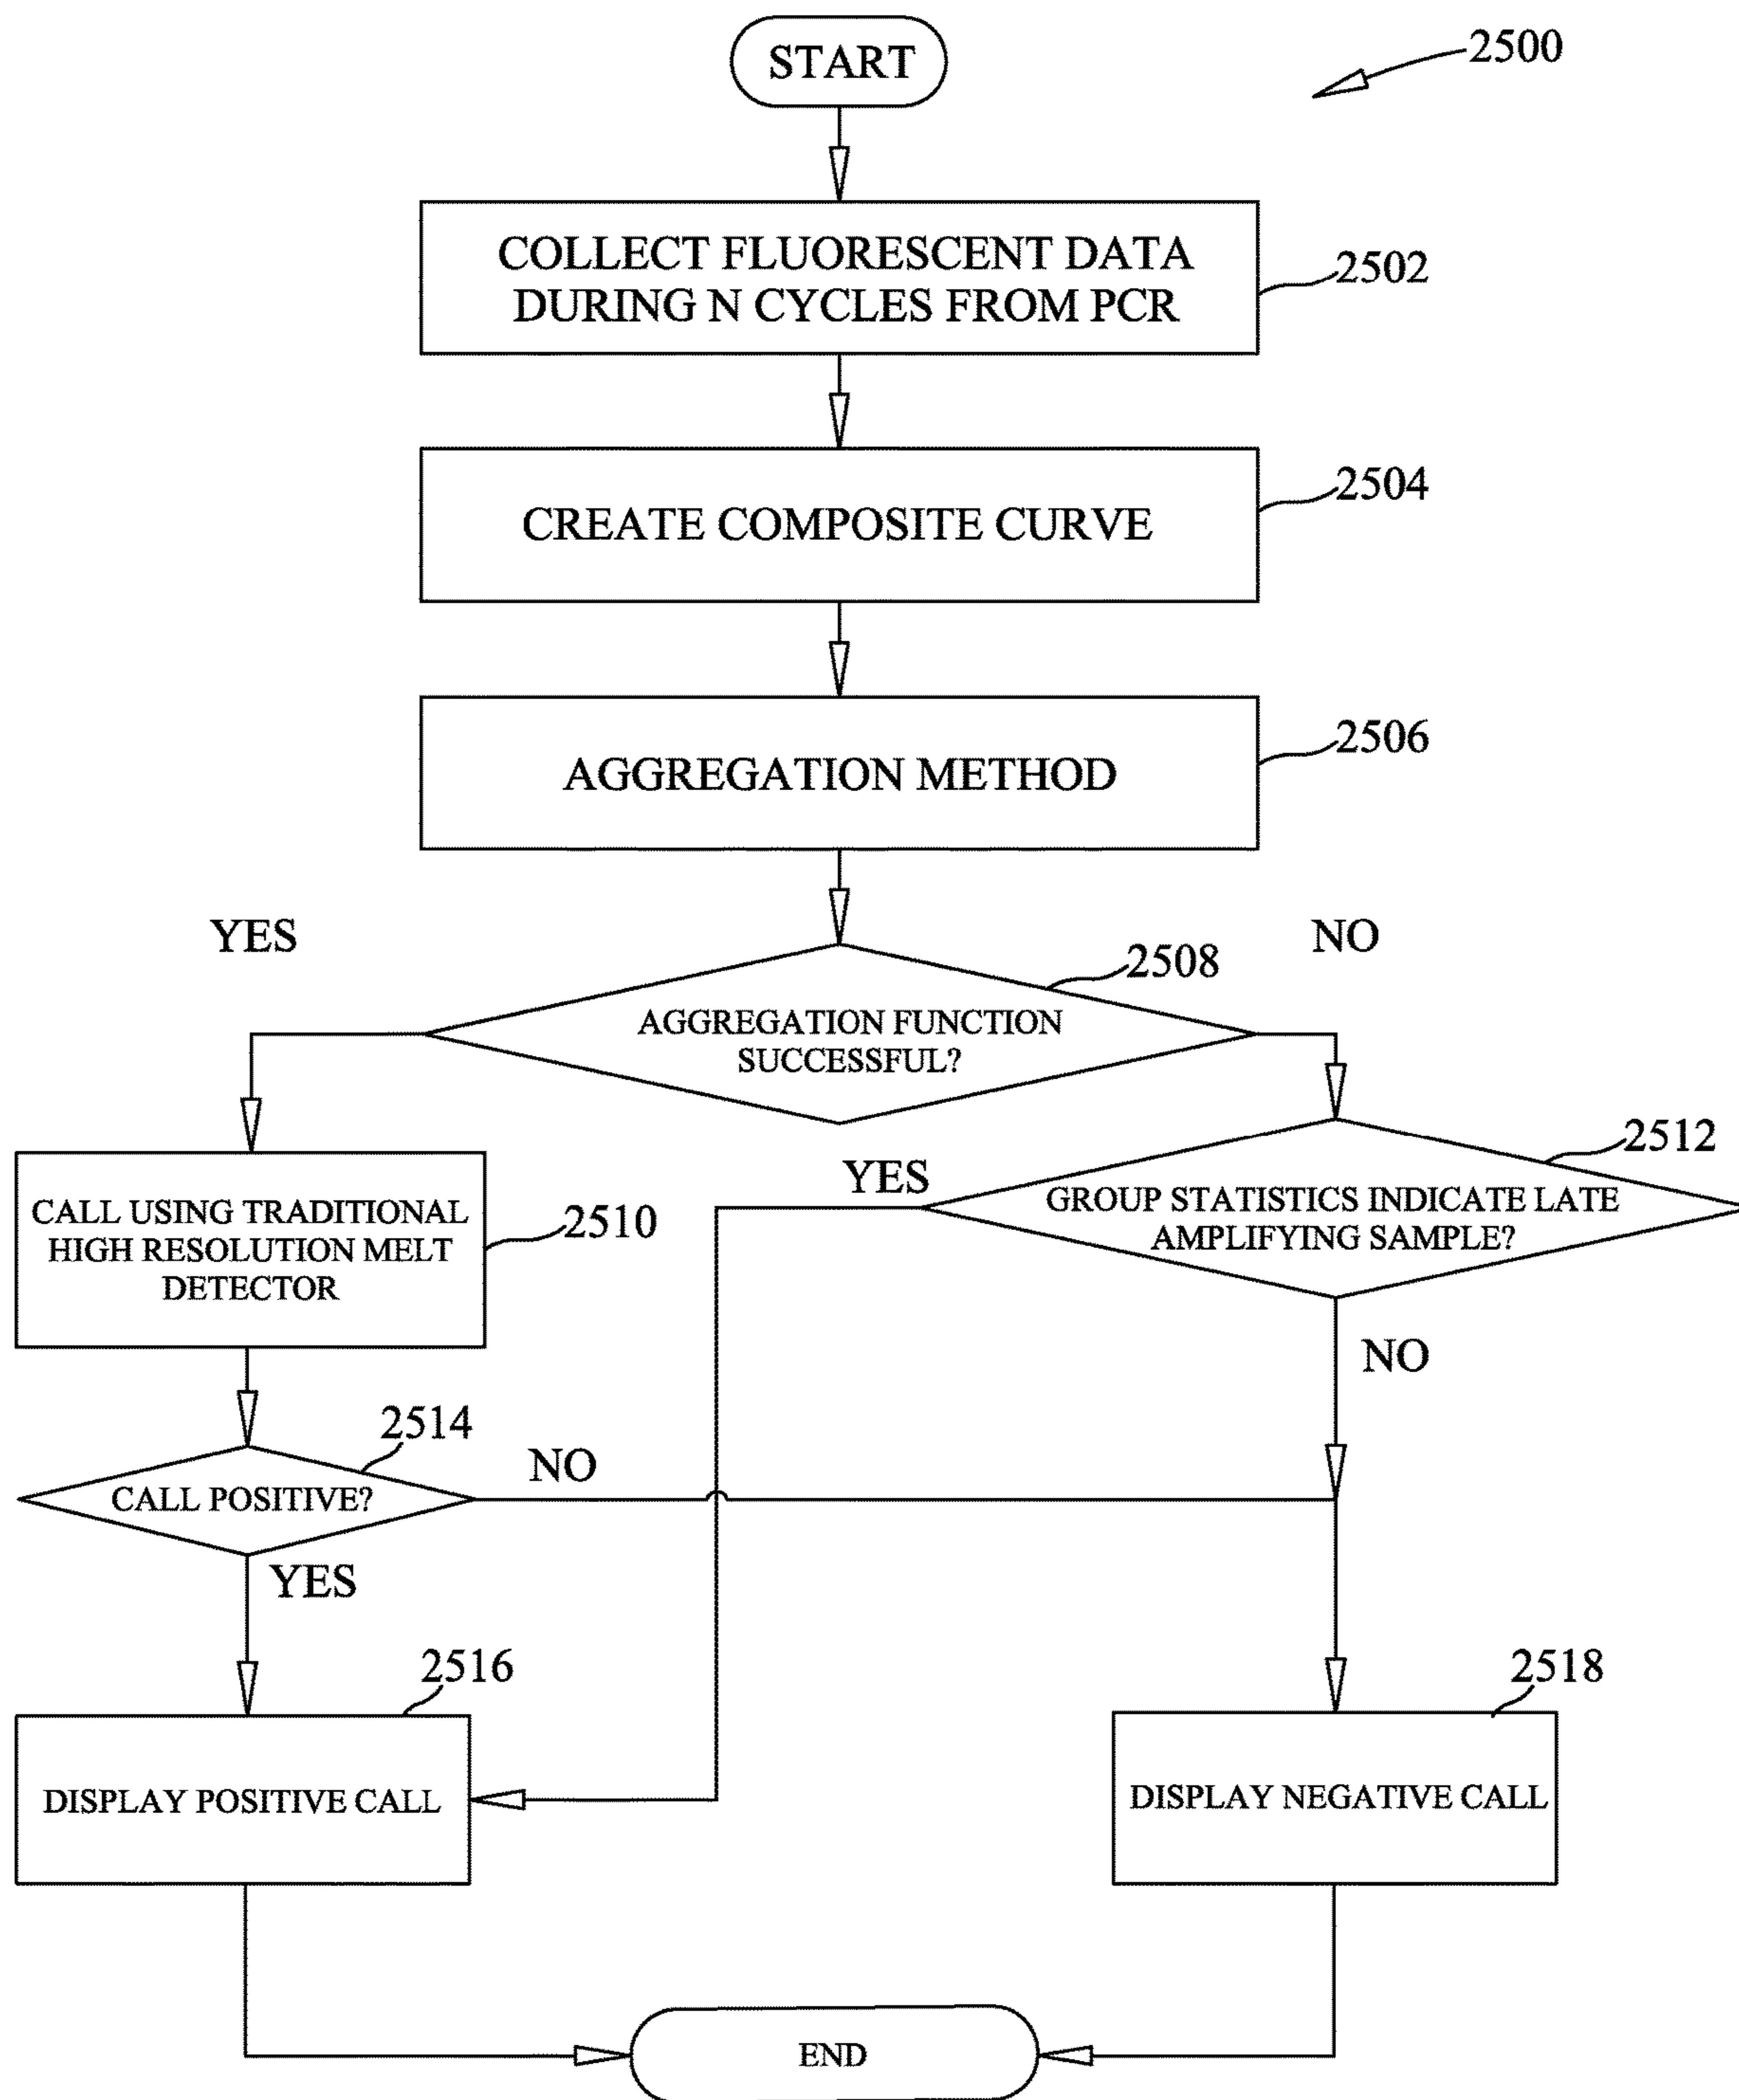 START
2500
COLLECT FLUORESCENT DATA
DURING N CYCLES FROM PCR
2502
CREATE COMPOSITE CURVE
2504
AGGREGATION METHOD
2506
YES
NO
2508
AGGREGATION FUNCTION
SUCCESSFUL?
2512
YES
GROUP STATISTICS INDICATE LATE
AMPLIFYING SAMPLE?
CALL USING TRADITIONAL
HIGH RESOLUTION MELT
DETECTOR
2510
NO
2514
CALL POSITIVE?
NO
YES
2516
DISPLAY POSITIVE CALL
2518
DISPLAY NEGATIVE CALL
END